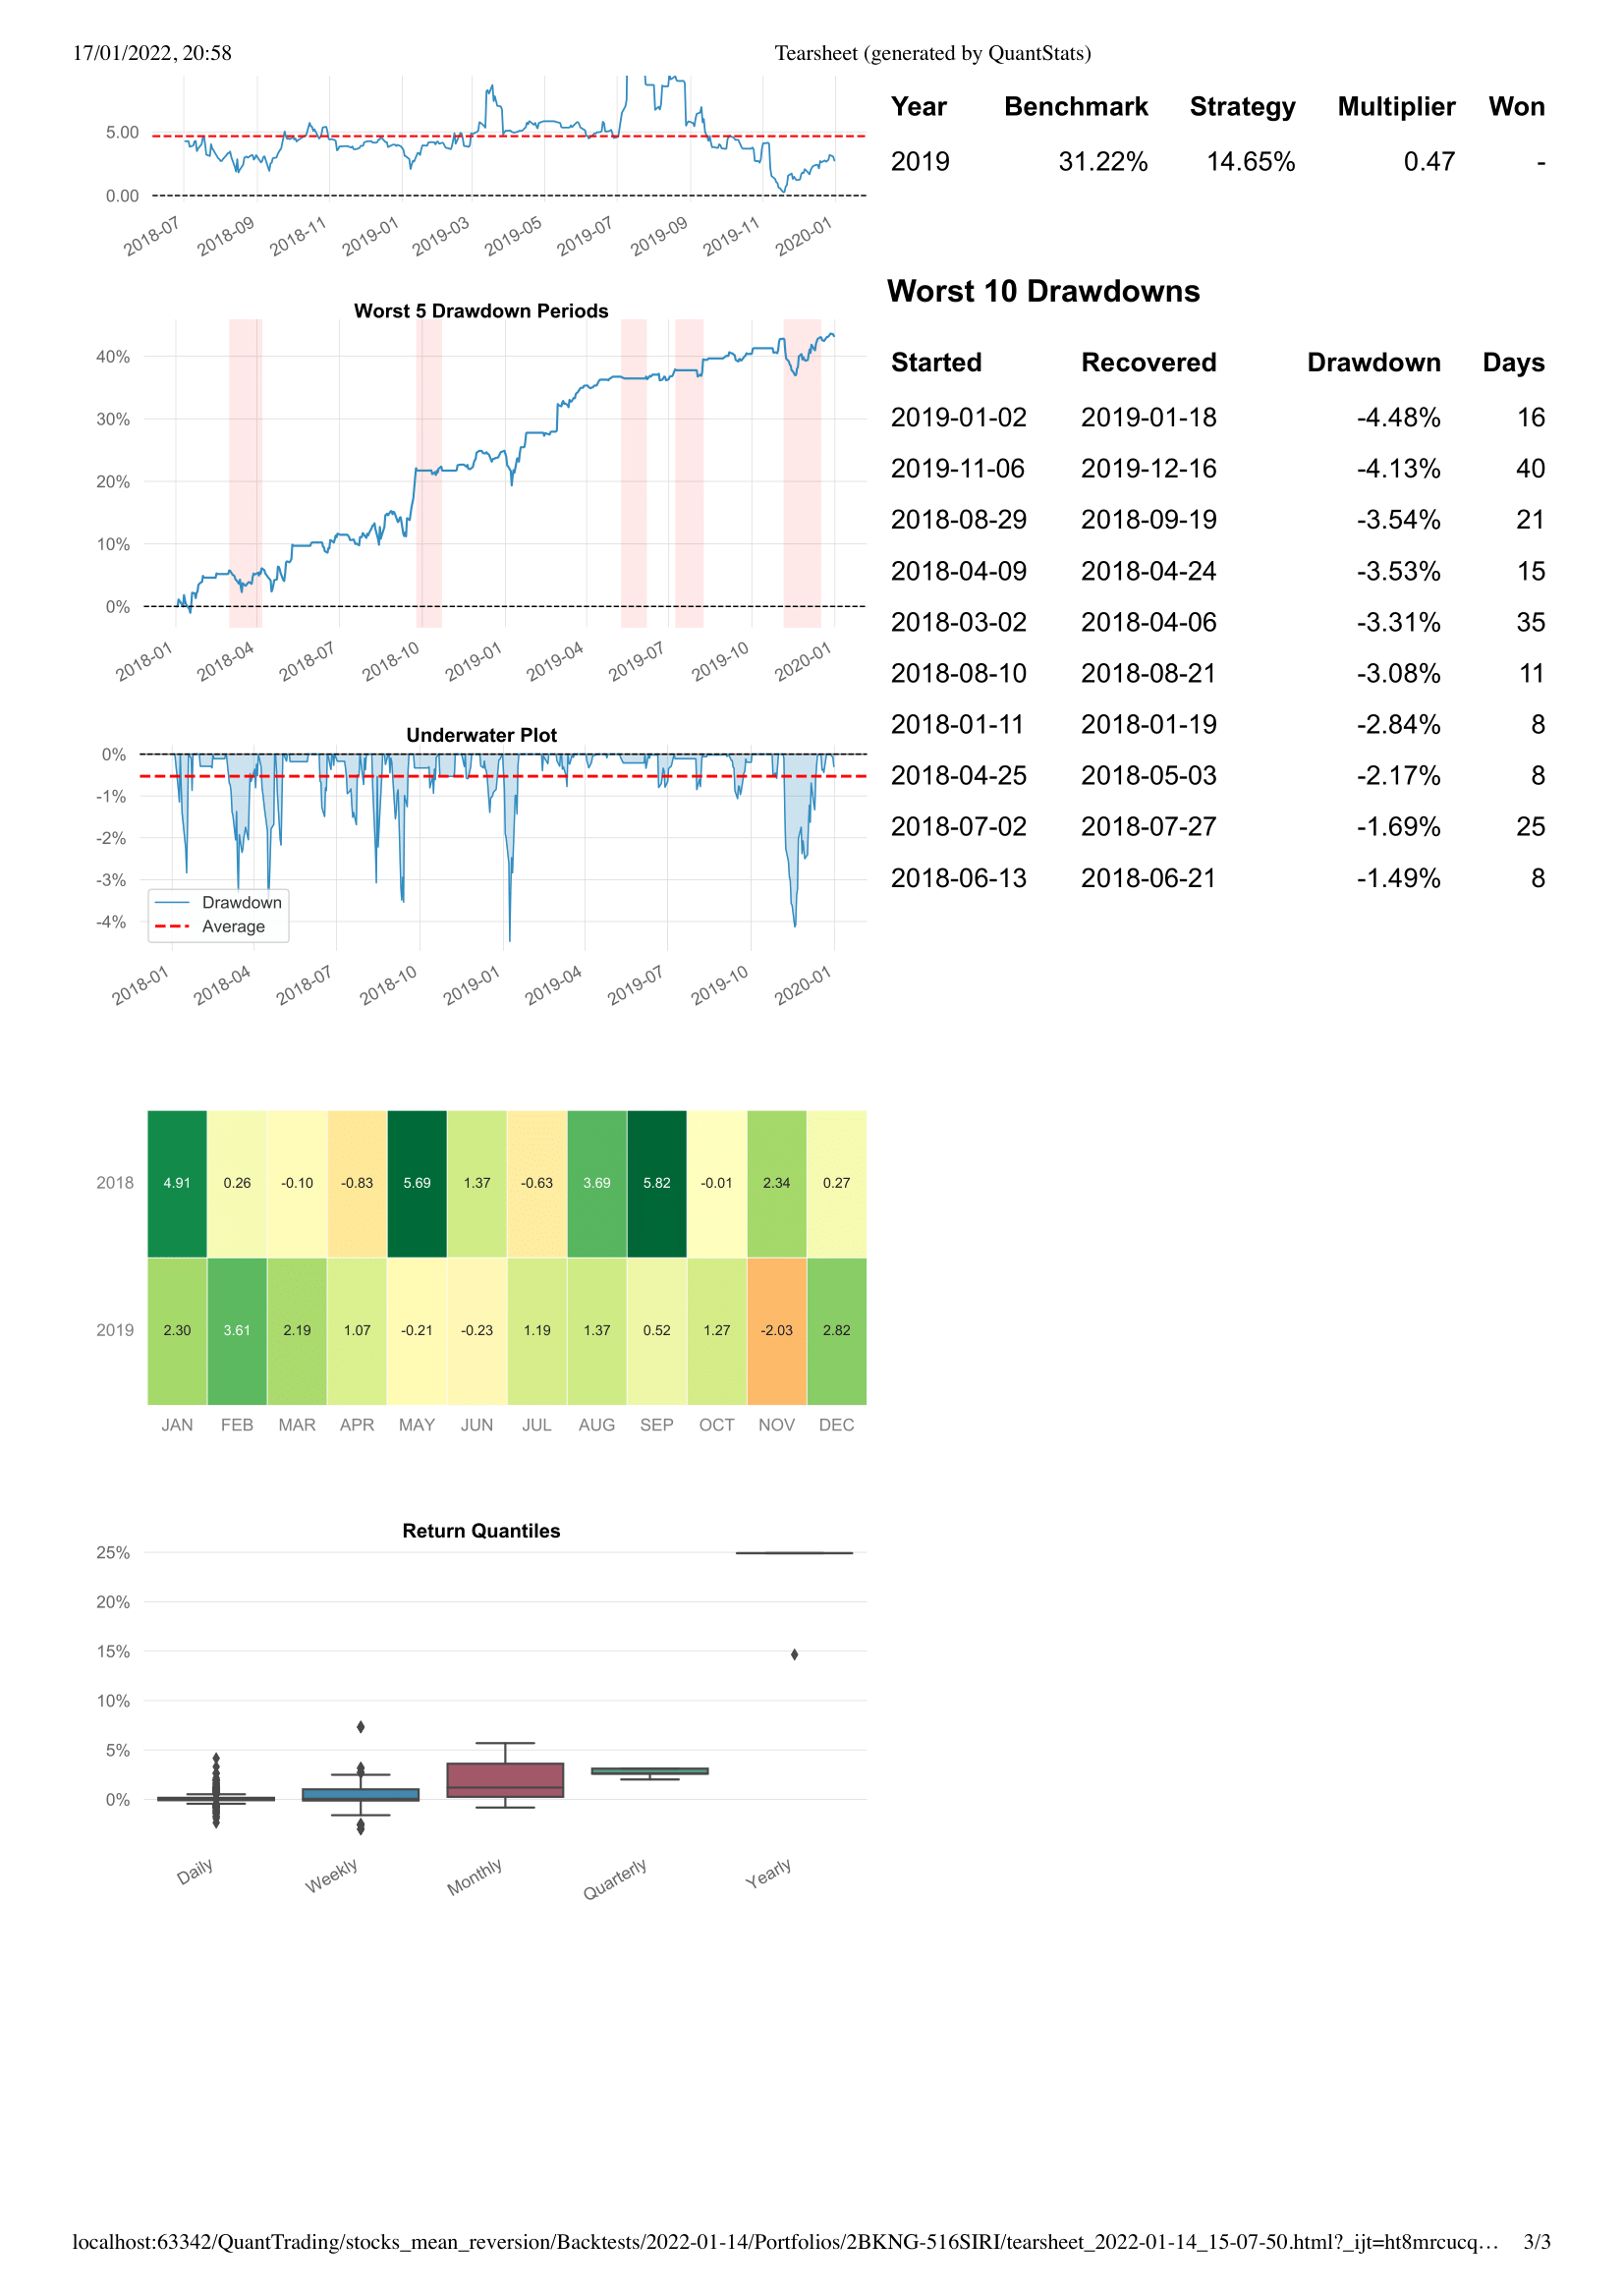 17/01/2022, 20:58
Tearsheet (generated by QuantStats)
5.00
0.00
2018-07
2018-09
2018-11
2019-01
2019-03
2019-05
2019-07
2019-09
2019-11
2020-01
Year Benchmark Strategy Multiplier Won
2019 31.22% 14.65% 0.47 -
Worst 5 Drawdown Periods
40%
30%
20%
10%
0%
2018-01
2018-04
2018-07
2018-10
2019-01
2019-04
2019-07
2019-10
2020-01
Worst 10 Drawdowns
Started Recovered Drawdown Days
2019-01-02 2019-01-18 -4.48% 16
2019-11-06 2019-12-16 -4.13% 40
2018-08-29 2018-09-19 -3.54% 21
2018-04-09 2018-04-24 -3.53% 15
2018-03-02 2018-04-06 -3.31% 35
2018-08-10 2018-08-21 -3.08% 11
2018-01-11 2018-01-19 -2.84% 8
2018-04-25 2018-05-03 -2.17% 8
2018-07-02 2018-07-27 -1.69% 25
2018-06-13 2018-06-21 -1.49% 8
Underwater Plot
0%
-1%
-2%
-3%
-4%
Drawdown
Average
2018-01
2018-04
2018-07
2018-10
2019-01
2019-04
2019-07
2019-10
2020-01
2018 4.91 0.26 -0.10 -0.83 5.69 1.37 -0.63 3.69 5.82 -0.01 2.34 0.27
2019 2.30 3.61 2.19 1.07 -0.21 -0.23 1.19 1.37 0.52 1.27 -2.03 2.82
JAN FEB MAR APR MAY JUN JUL AUG SEP OCT NOV DEC
Return Quantiles
25%
20%
15%
10%
5%
0%
Daily
Weekly
Monthly
Quarterly
Yearly
localhost:63342/QuantTrading/stocks_mean_reversion/Backtests/2022-01-14/Portfolios/2BKNG-516SIRI/tearsheet_2022-01-14_15-07-50.html?_ijt=ht8mrcucq… 3/3